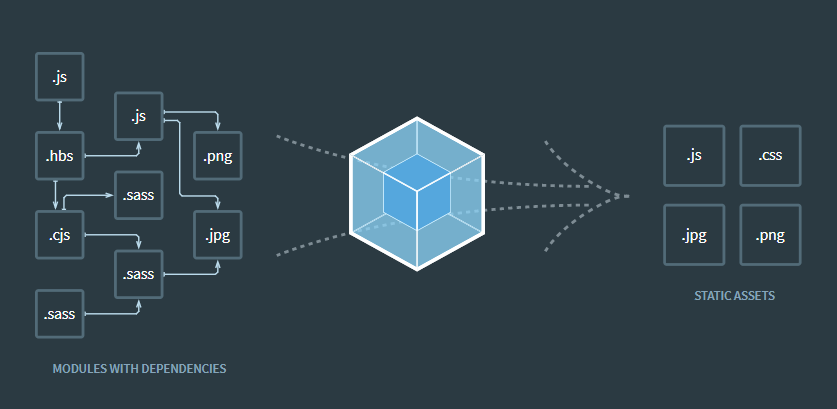 .js
.js
.hbs
.png
.sass
.cjs
.jpg
.sass
.sass
MODULES WITH DEPENDENCIES
.js
.css
.jpg
.png
STATIC ASSETS